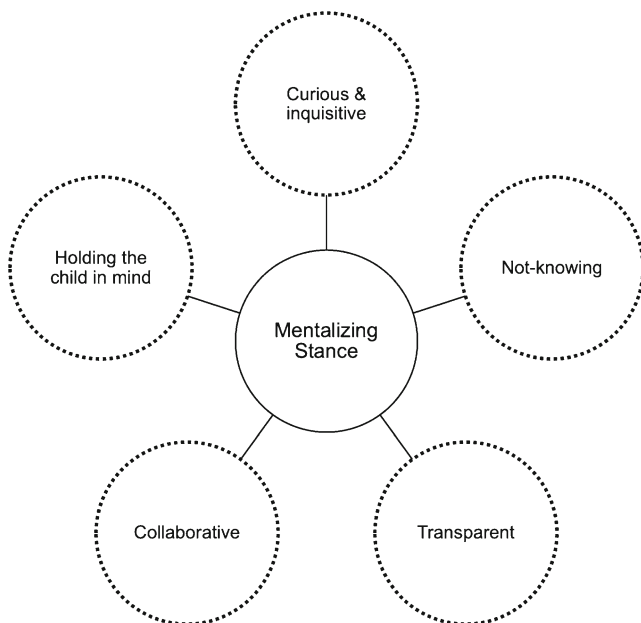 Curious &
inquisitive
Holding the
child in mind
Not-knowing
Mentalizing
Stance
Collaborative
Transparent